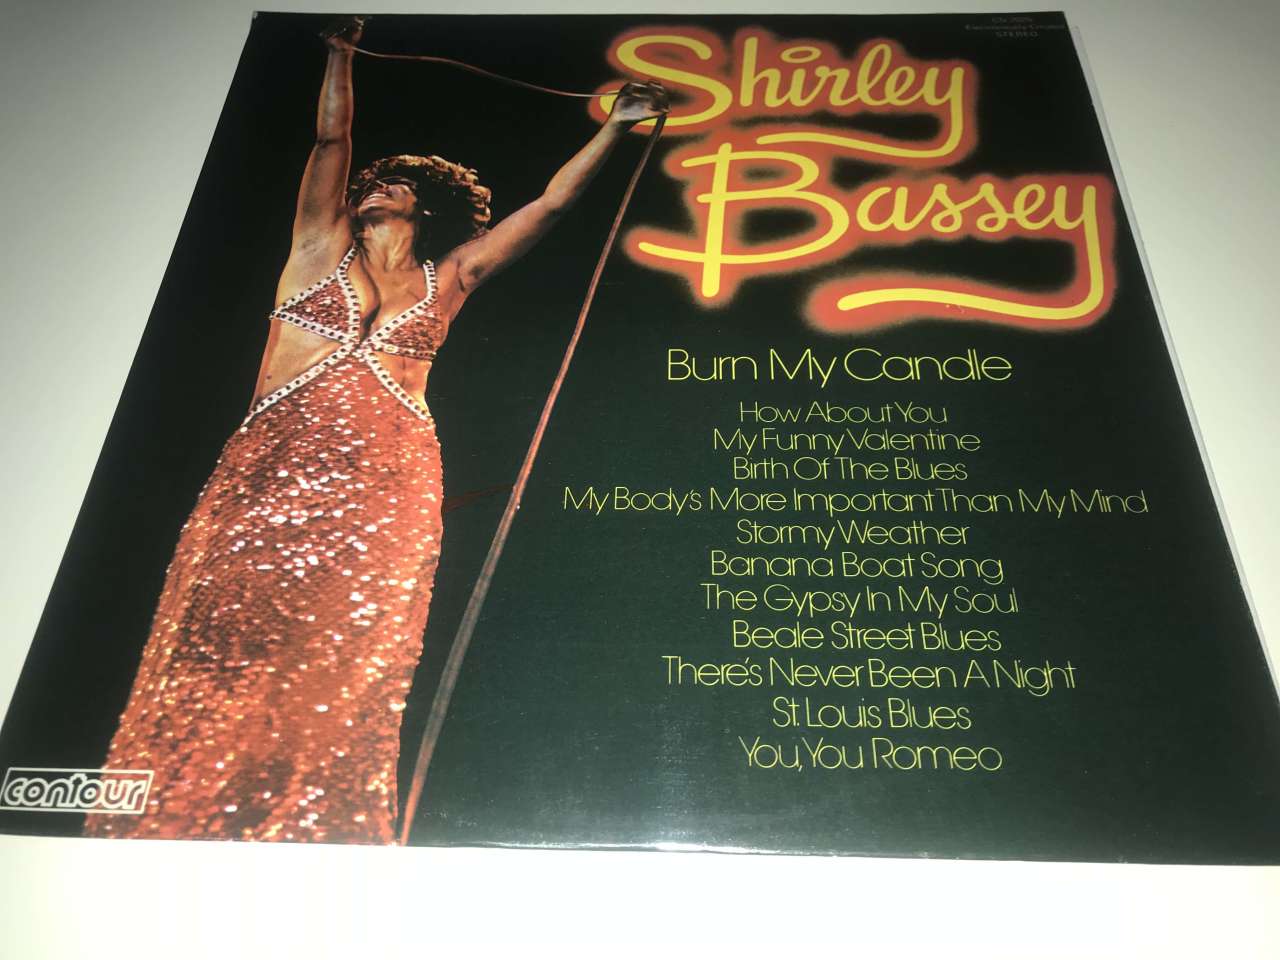 STEREO
Shirley
Bassey
Burn My Candle
How About You
My Funny Valentine
Birth Of The Blues
My Body's More Important Than My Mind
Stormy Weather
Banana Boat Song
The Gypsy In My Soul
Beale Street Blues
There's Never Been A Night
St. Louis Blues
You, You Romeo
contour